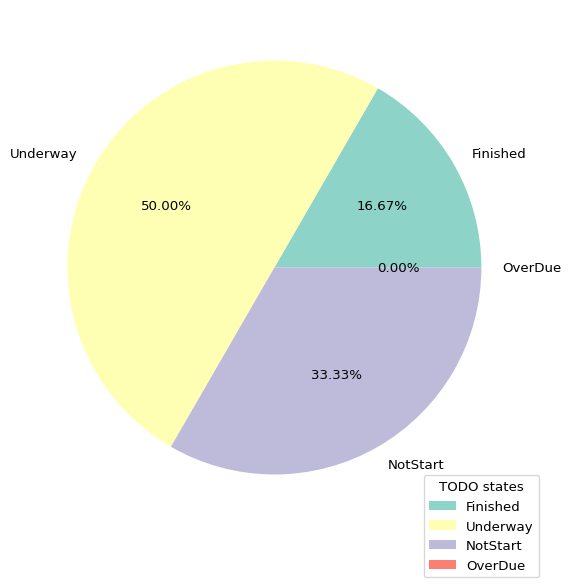 Underway
Finished
50.00%
16.67%
0.00%
OverDue
33.33%
NotStart
TODO states
Finished
Underway
NotStart
OverDue